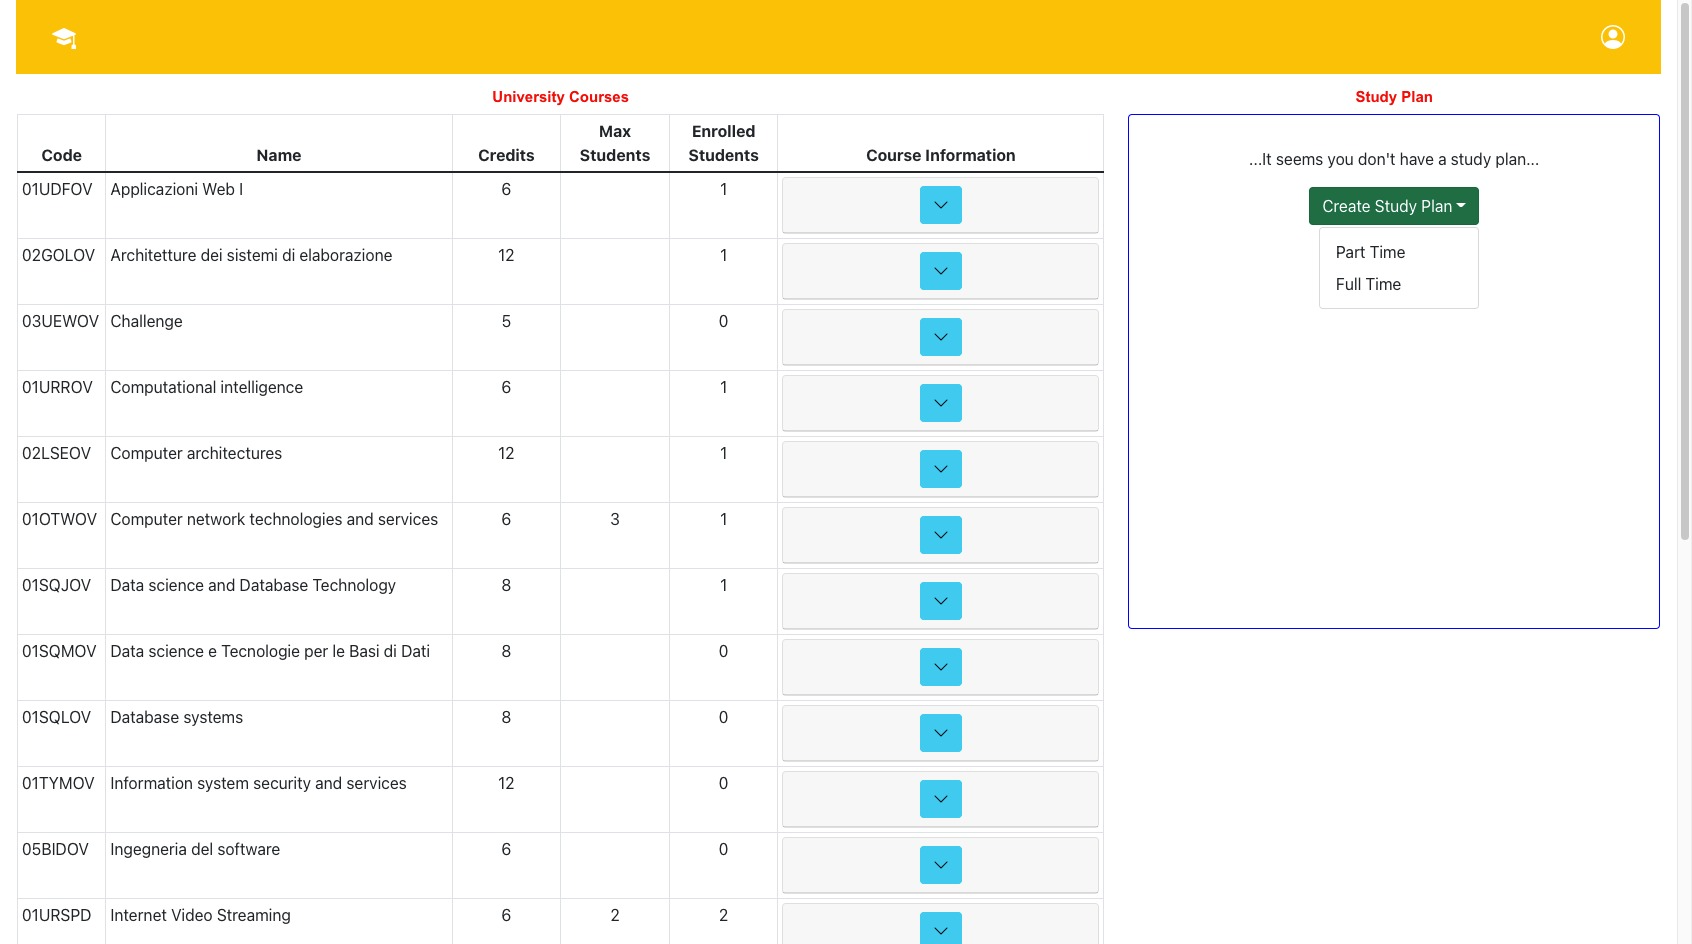 University Courses
Study Plan
Code Name Credits Max Students Enrolled Students Course Information
01UDFOV Applicazioni Web I 6 1
02GOLOV Architetture dei sistemi di elaborazione 12 1
03UEWOV Challenge 5 0
01URROV Computational intelligence 6 1
02LSEOV Computer architectures 12 1
01OTWOV Computer network technologies and services 6 3 1
01SQJOV Data science and Database Technology 8 1
01SQMOV Data science e Tecnologie per le Basi di Dati 8 0
01SQLOV Database systems 8 0
01TYMOV Information system security and services 12 0
05BIDOV Ingegneria del software 6 0
01URSPD Internet Video Streaming 6 2 2
...It seems you don't have a study plan...
Create Study Plan
Part Time
Full Time